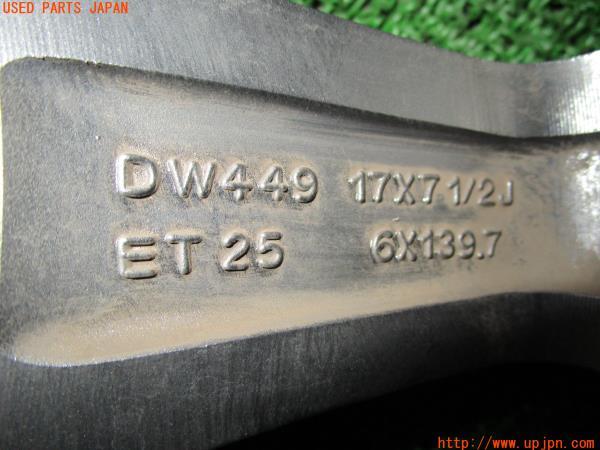 USED PARTS JAPAN
DW449 17X7 1/2J
ET 25 6X139.7
http://www.upjpn.com